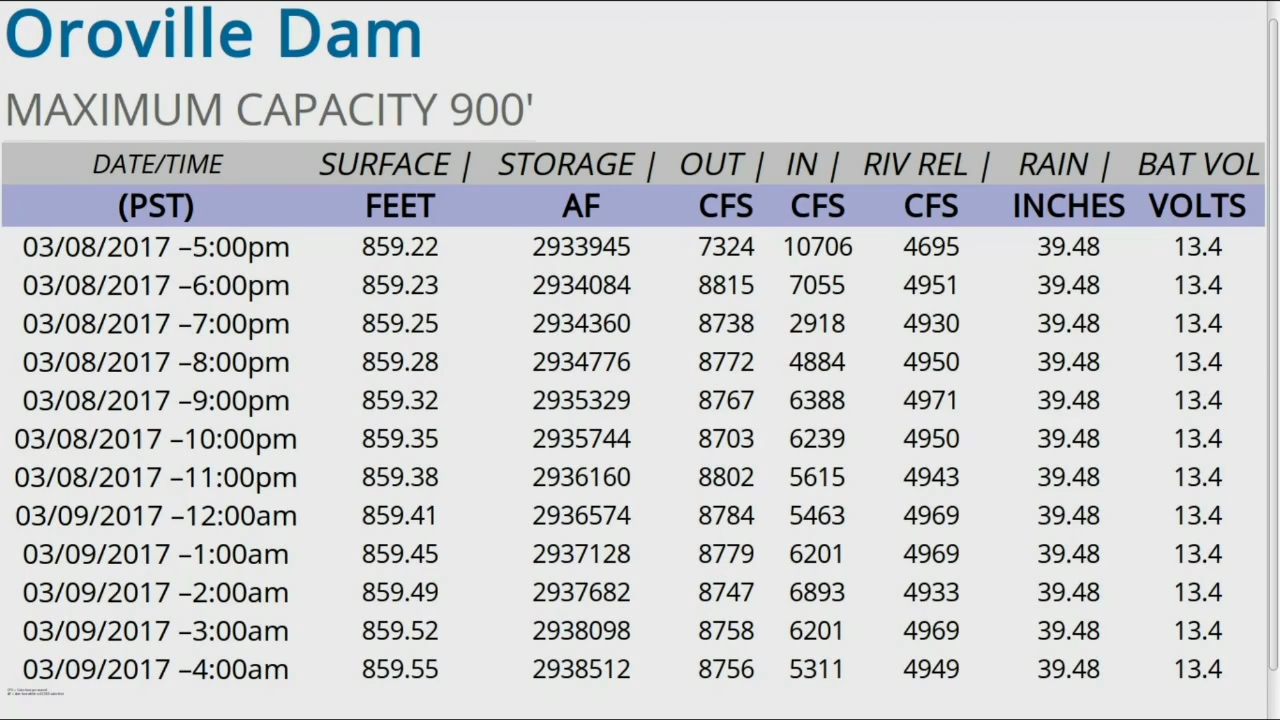 Oroville Dam
MAXIMUM CAPACITY 900'
DATE/TIME SURFACE | STORAGE | OUT | IN | RIV REL | RAIN | BAT VOL
(PST) FEET AF CFS CFS CFS INCHES VOLTS
03/08/2017 –5:00pm 859.22 2933945 7324 10706 4695 39.48 13.4
03/08/2017 –6:00pm 859.23 2934084 8815 7055 4951 39.48 13.4
03/08/2017 –7:00pm 859.25 2934360 8738 2918 4930 39.48 13.4
03/08/2017 –8:00pm 859.28 2934776 8772 4884 4950 39.48 13.4
03/08/2017 –9:00pm 859.32 2935329 8767 6388 4971 39.48 13.4
03/08/2017 –10:00pm 859.35 2935744 8703 6239 4950 39.48 13.4
03/08/2017 –11:00pm 859.38 2936160 8802 5615 4943 39.48 13.4
03/09/2017 –12:00am 859.41 2936574 8784 5463 4969 39.48 13.4
03/09/2017 –1:00am 859.45 2937128 8779 6201 4969 39.48 13.4
03/09/2017 –2:00am 859.49 2937682 8747 6893 4933 39.48 13.4
03/09/2017 –3:00am 859.52 2938098 8758 6201 4969 39.48 13.4
03/09/2017 –4:00am 859.55 2938512 8756 5311 4949 39.48 13.4